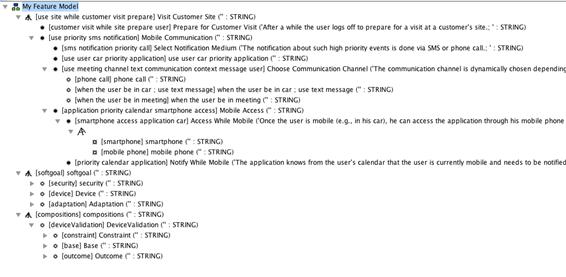 My Feature Model
[use site while customer visit prepare] Visit Customer Site ('' : STRING)
[customer visit while site prepare user] Prepare for Customer Visit ('After a while the user logs off to prepare for a visit at a customer's site.; ' : STRING)
[use priority sms notification] Mobile Communication ('' : STRING)
[sms notification priority call] Select Notification Medium ('The notification about such high priority events is done via SMS or phone call.; ' : STRING)
[use user car priority application] use user car priority application ('' : STRING)
[use meeting channel text communication context message user] Choose Communication Channel ('The communication channel is dynamically chosen depending
[phone call] phone call ('' : STRING)
[when the user be in car ; use text message] when the user be in car ; use text message ('' : STRING)
[when the user be in meeting] when the user be in meeting ('' : STRING)
[application priority calendar smartphone access] Mobile Access ('' : STRING)
[smartphone access application car] Access While Mobile ('Once the user is mobile (e.g., in his car), he can access the application through his mobile phone
[smartphone] smartphone ('' : STRING)
[mobile phone] mobile phone ('' : STRING)
[priority calendar application] Notify While Mobile ('The application knows from the user's calendar that the user is currently mobile and needs to be notified
[softgoal] softgoal ('' : STRING)
[security] security ('' : STRING)
[device] Device ('' : STRING)
[adaptation] Adaptation ('' : STRING)
[compositions] compositions ('' : STRING)
[deviceValidation] DeviceValidation ('' : STRING)
[constraint] Constraint ('' : STRING)
[base] Base ('' : STRING)
[outcome] Outcome ('' : STRING)